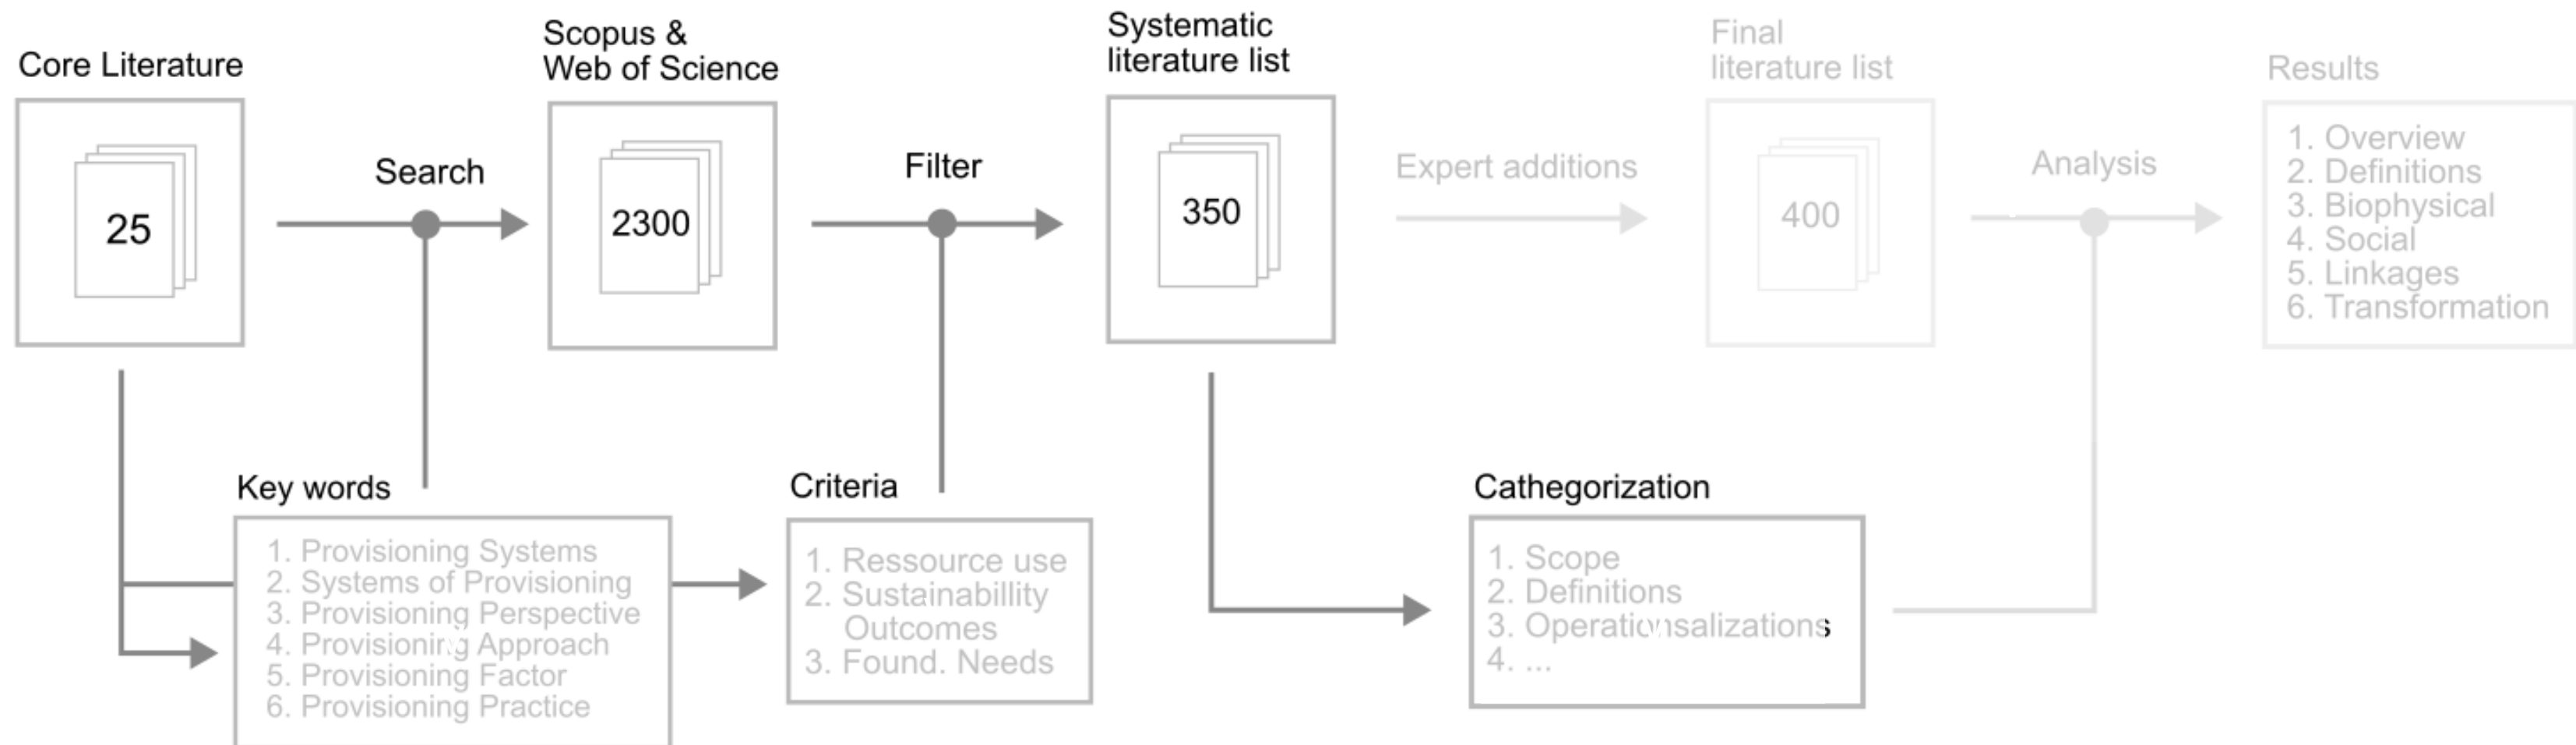 Core Literature
25
Search
Scopus &
Web of Science
2300
Filter
Systematic
literature list
350
Expert additions
Final
literature list
400
Analysis
Results
1. Overview
2. Definitions
3. Biophysical
4. Social
5. Linkages
6. Transformation
Key words
1. Provisioning Systems
2. Systems of Provisioning
3. Provisioning Perspective
4. Provisioning Approach
5. Provisioning Factor
6. Provisioning Practice
Criteria
1. Ressource use
2. Sustainabillity
Outcomes
3. Found. Needs
Cathegorization
1. Scope
2. Definitions
3. Operationsalizations
4. ...